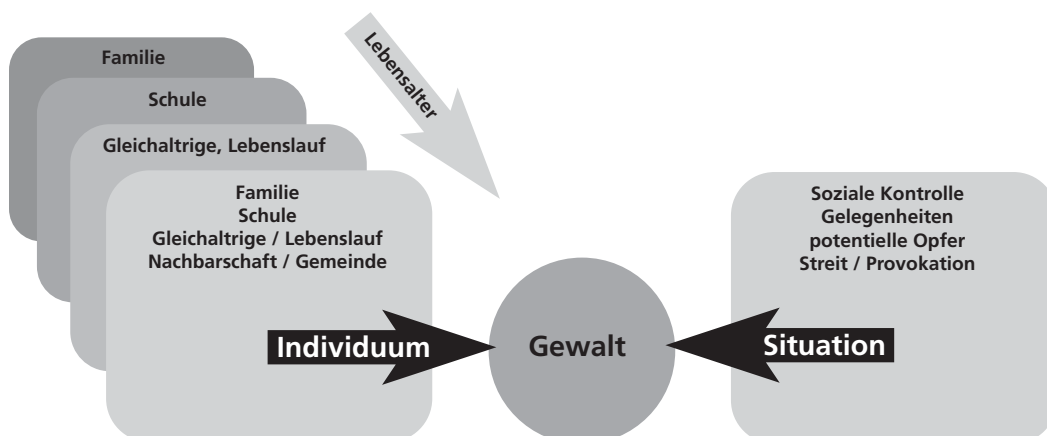 Familie
Schule
Gleichaltrige, Lebenslauf
Familie
Schule
Gleichaltrige / Lebenslauf
Nachbarschaft / Gemeinde
Individuum
Lebensalter
Gewalt
Soziale Kontrolle
Gelegenheiten
potentielle Opfer
Streit / Provokation
Situation